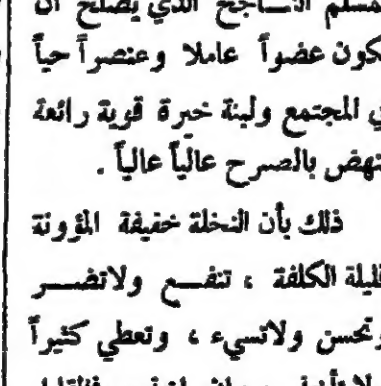 الناجح الذي يصلح أن
يكون عضواً عاملا وعنصراً حياً
في المجتمع ولبنة خيرة قوية رائعة
تنهض بالصرح عالياً عالياً .
ذلك بأن النخلة خفيفة المؤونة
قليلة الكلفة ، تنفع ولاتضر
وتحسن ولاتسيء ، وتعطي كثيراً